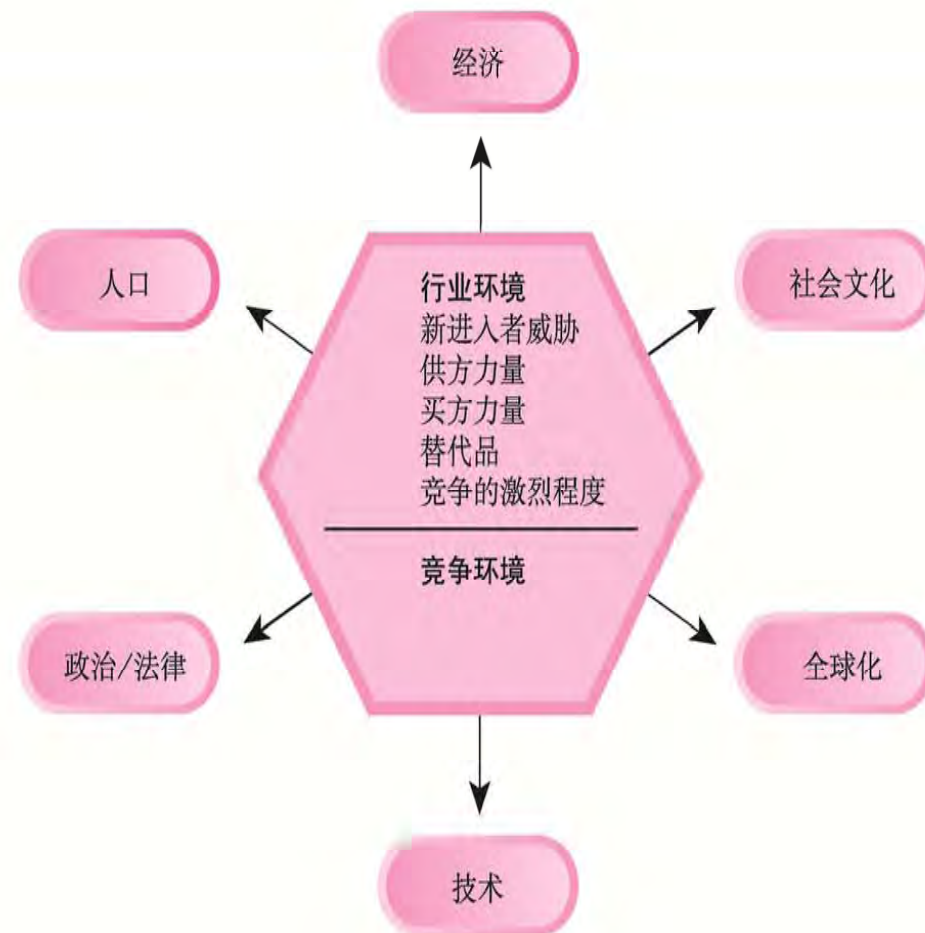 经济
人口
社会文化
行业环境
新进入者威胁
供方力量
买方力量
替代品
竞争的激烈程度
竞争环境
政治/法律
全球化
技术